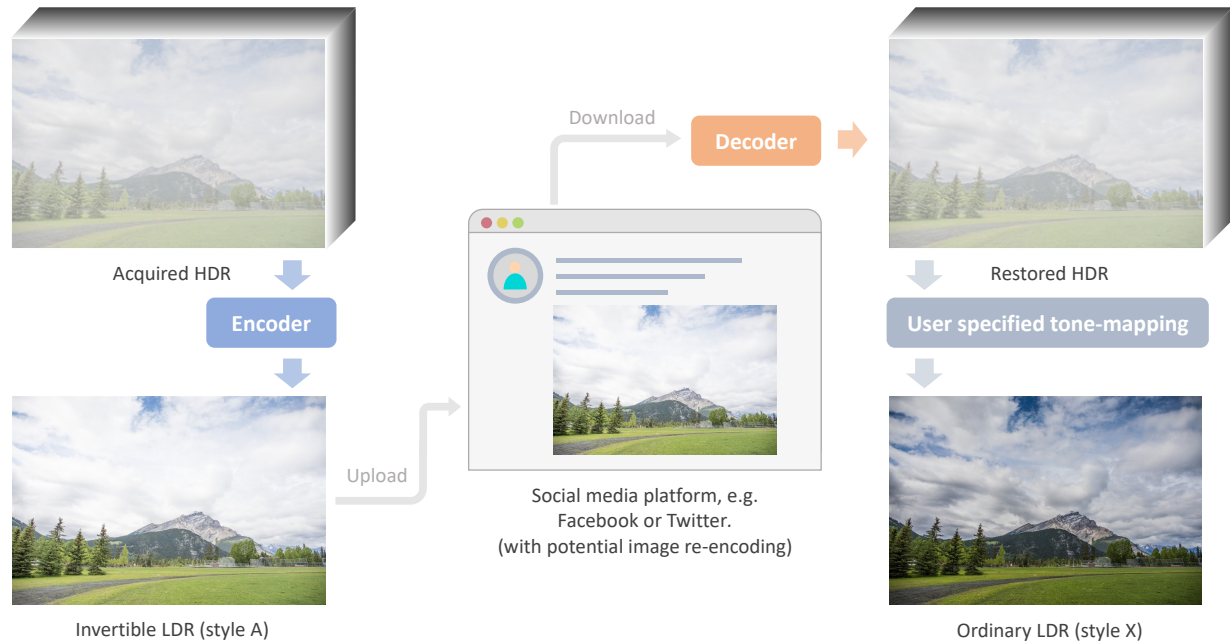 Download
Decoder
Acquired HDR
Restored HDR
Encoder
User specified tone-mapping
Upload
Social media platform, e.g.
Facebook or Twitter.
(with potential image re-encoding)
Invertible LDR (style A)
Ordinary LDR (style X)